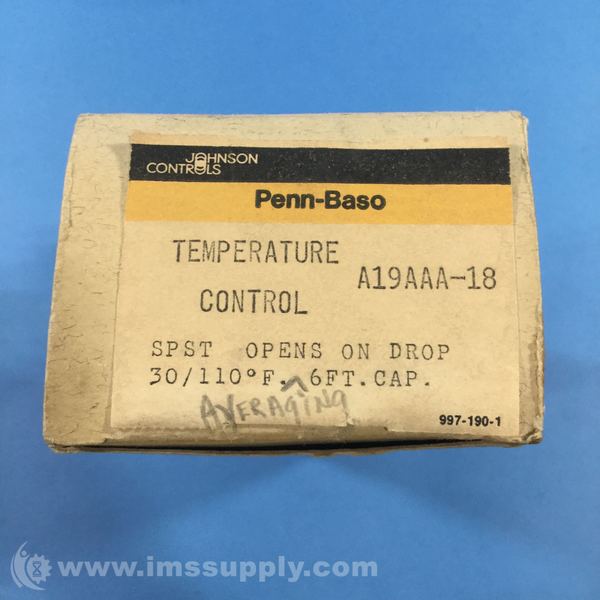 JOHNSON
CONTROLS
Penn-Baso
TEMPERATURE
A19AAA-18
CONTROL
SPST OPENS ON DROP
30/110°F. 6FT. CAP.
AVERAGING
997-190-1
www.imssupply.com